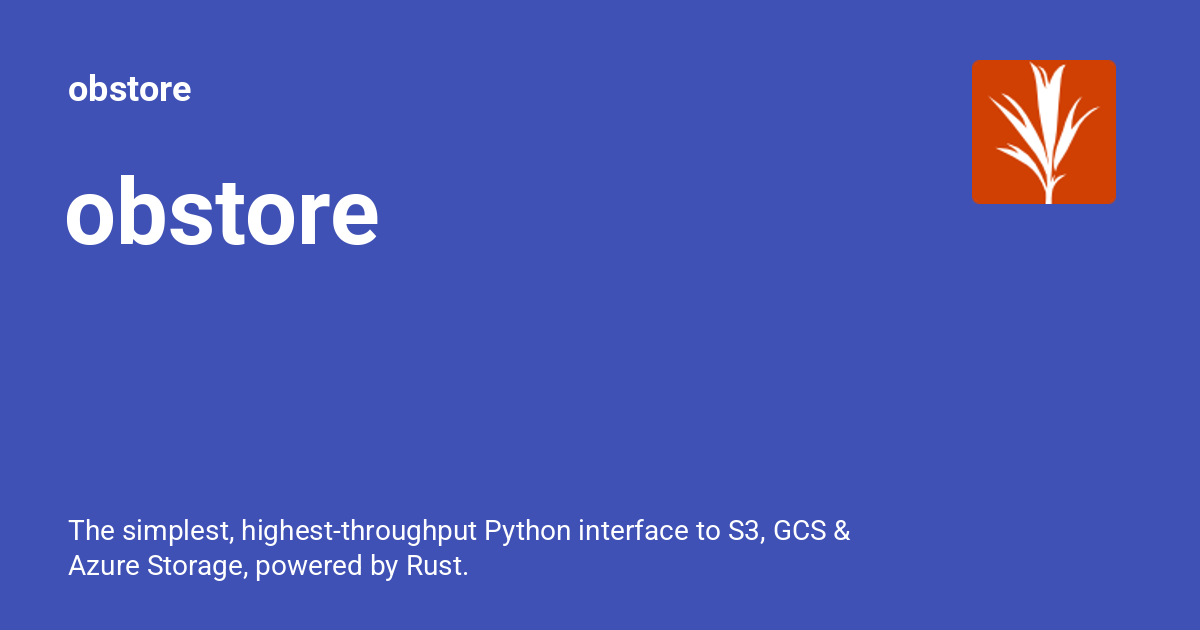 obstore
obstore
The simplest, highest-throughput Python interface to S3, GCS &
Azure Storage, powered by Rust.